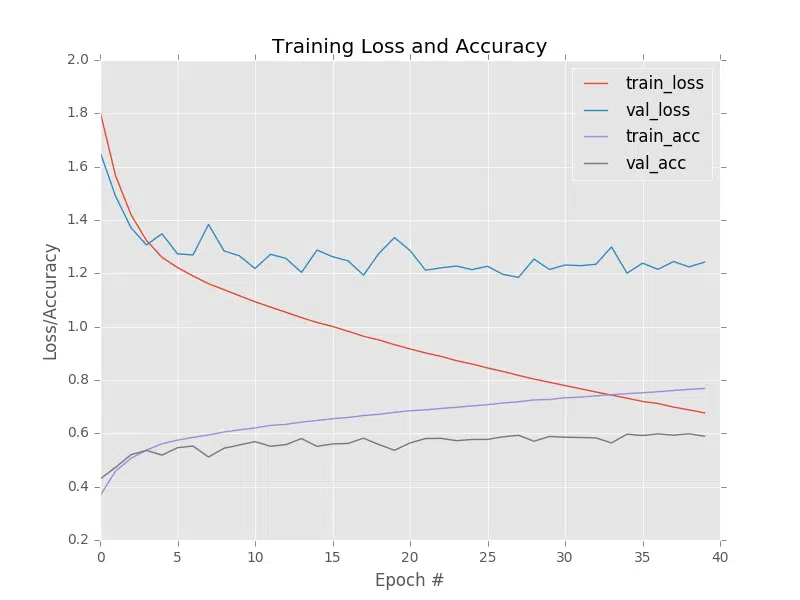 Training Loss and Accuracy
2.0
1.8
1.6
1.4
1.2
1.0
0.8
0.6
0.4
0.2
Loss/Accuracy
train_loss
val_loss
train_acc
val_acc
0 5 10 15 20 25 30 35 40
Epoch #